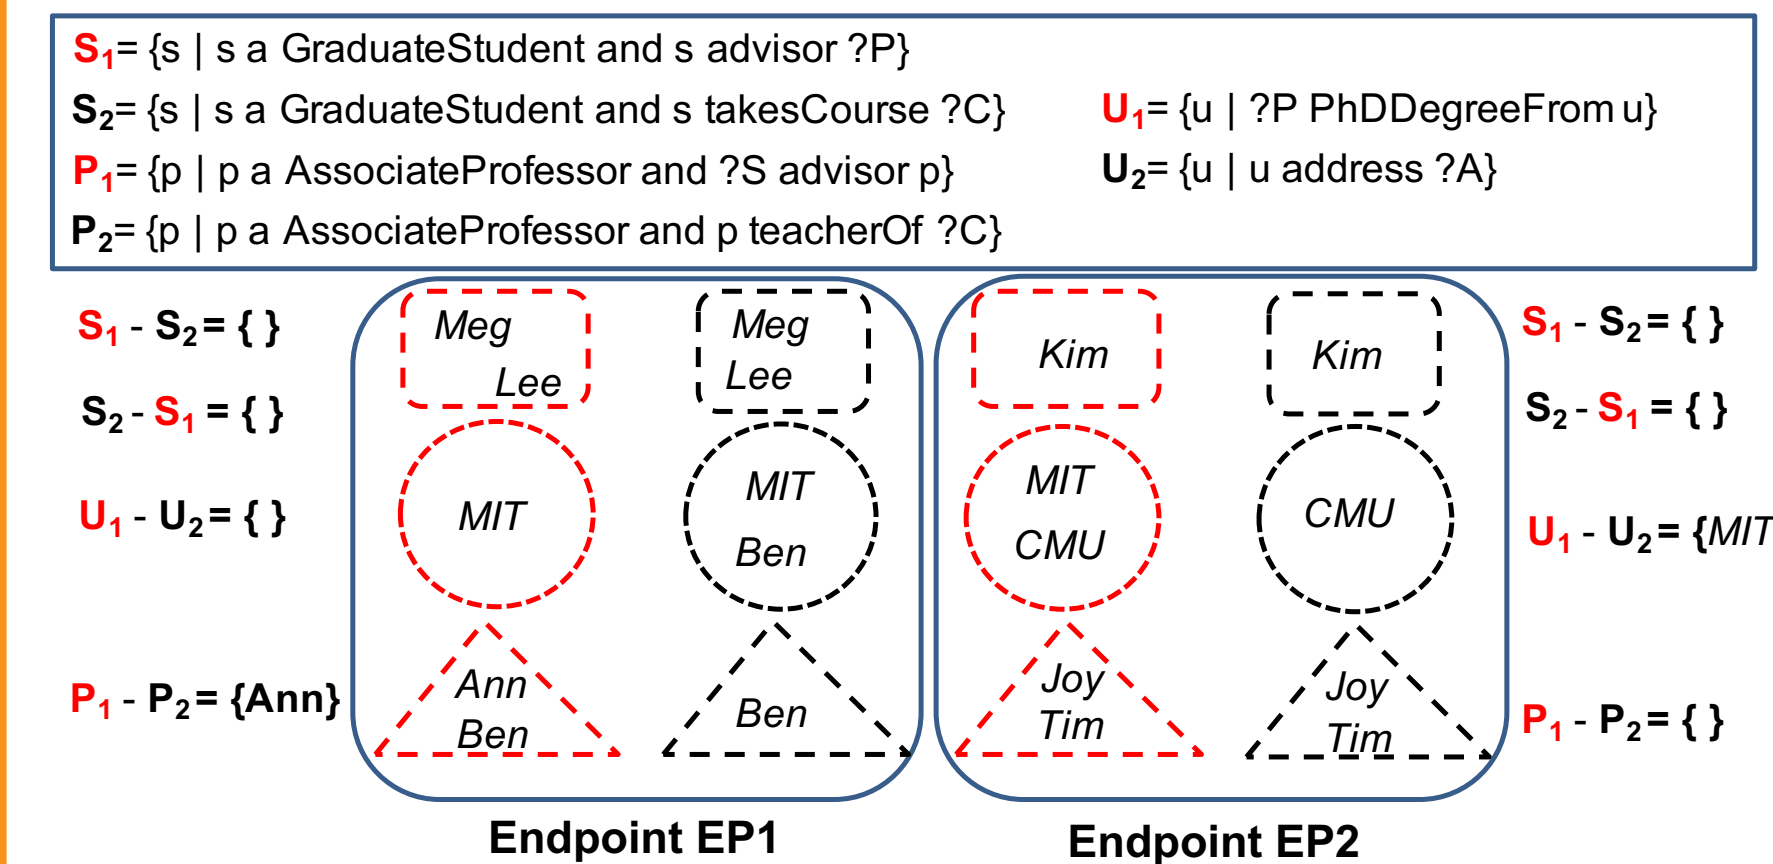 S1= {s | s a GraduateStudent and s advisor ?P}
S2= {s | s a GraduateStudent and s takesCourse ?C}
P1= {p | p a AssociateProfessor and ?S advisor p}
P2= {p | p a AssociateProfessor and p teacherOf ?C}
U1= {u | ?P PhDDegreeFrom u}
U2= {u | u address ?A}
S1 - S2 = { }
S2 - S1 = { }
U1 - U2 = { }
P1 - P2 = {Ann}
Meg
Lee
MIT
Ann
Ben
Meg
Lee
MIT
Ben
Ben
Endpoint EP1
Kim
MIT
CMU
Joy
Tim
Kim
CMU
Joy
Tim
Endpoint EP2
S1 - S2 = { }
S2 - S1 = { }
U1 - U2 = {MIT
P1 - P2 = { }